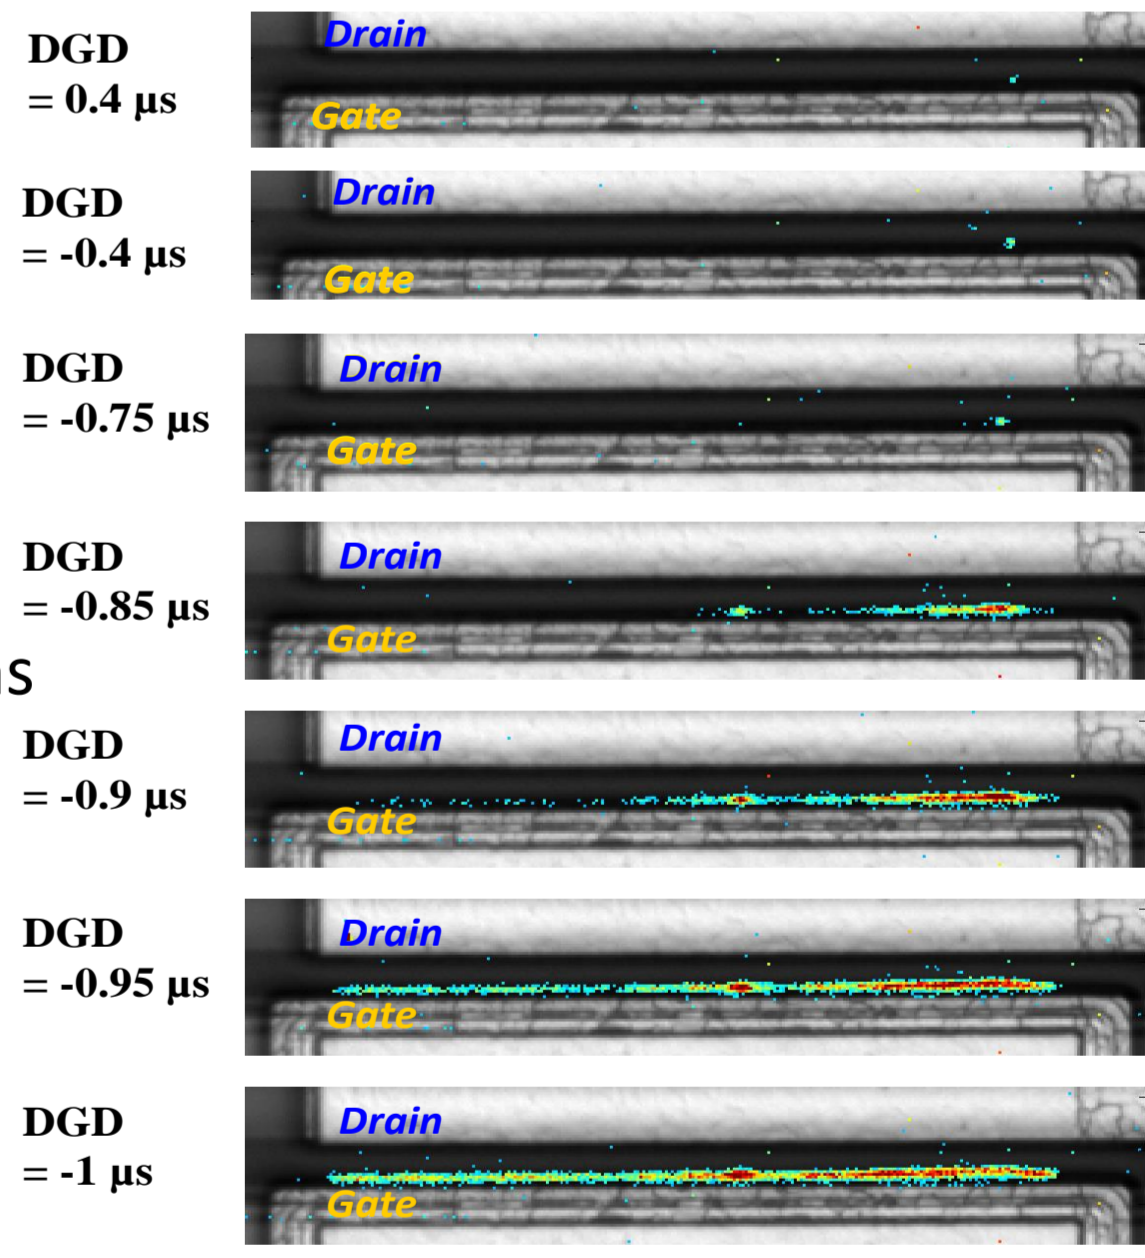 DGD
= 0.4 µs
Drain
Gate
DGD
= -0.4 µs
Drain
Gate
DGD
= -0.75 µs
Drain
Gate
DGD
= -0.85 µs
Drain
Gate
s
DGD
= -0.9 µs
Drain
Gate
DGD
= -0.95 µs
Drain
Gate
DGD
= -1 µs
Drain
Gate